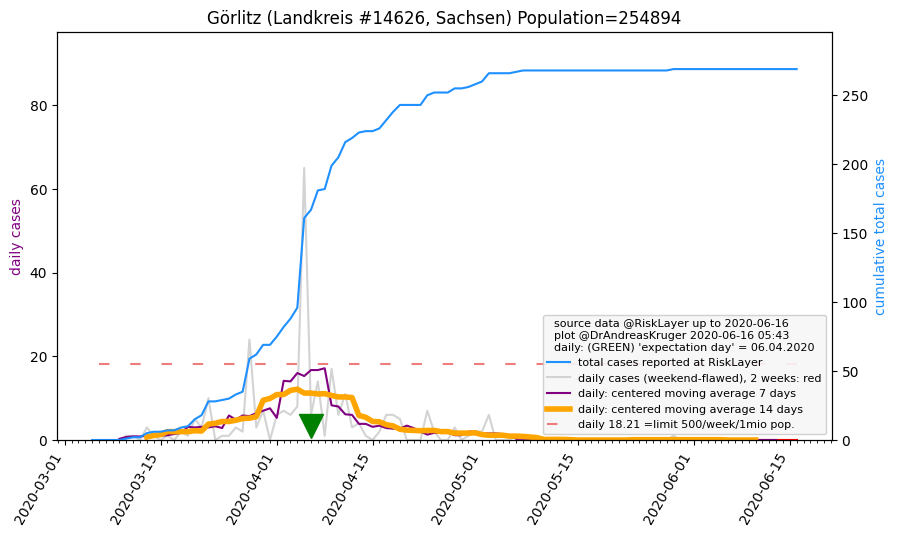 Görlitz (Landkreis #14626, Sachsen) Population=254894
daily cases
80
60
40
20
0
250
200
150
100
50
0
cumulative total cases
source data @RiskLayer up to 2020-06-16
plot @DrAndreasKruger 2020-06-16 05:43
daily: (GREEN) 'expectation day' = 06.04.2020
total cases reported at RiskLayer
daily cases (weekend-flawed), 2 weeks: red
daily: centered moving average 7 days
daily: centered moving average 14 days
daily 18.21 =limit 500/week/1mio pop.
2020-03-01
2020-03-15
2020-04-01
2020-04-15
2020-05-01
2020-05-15
2020-06-01
2020-06-15